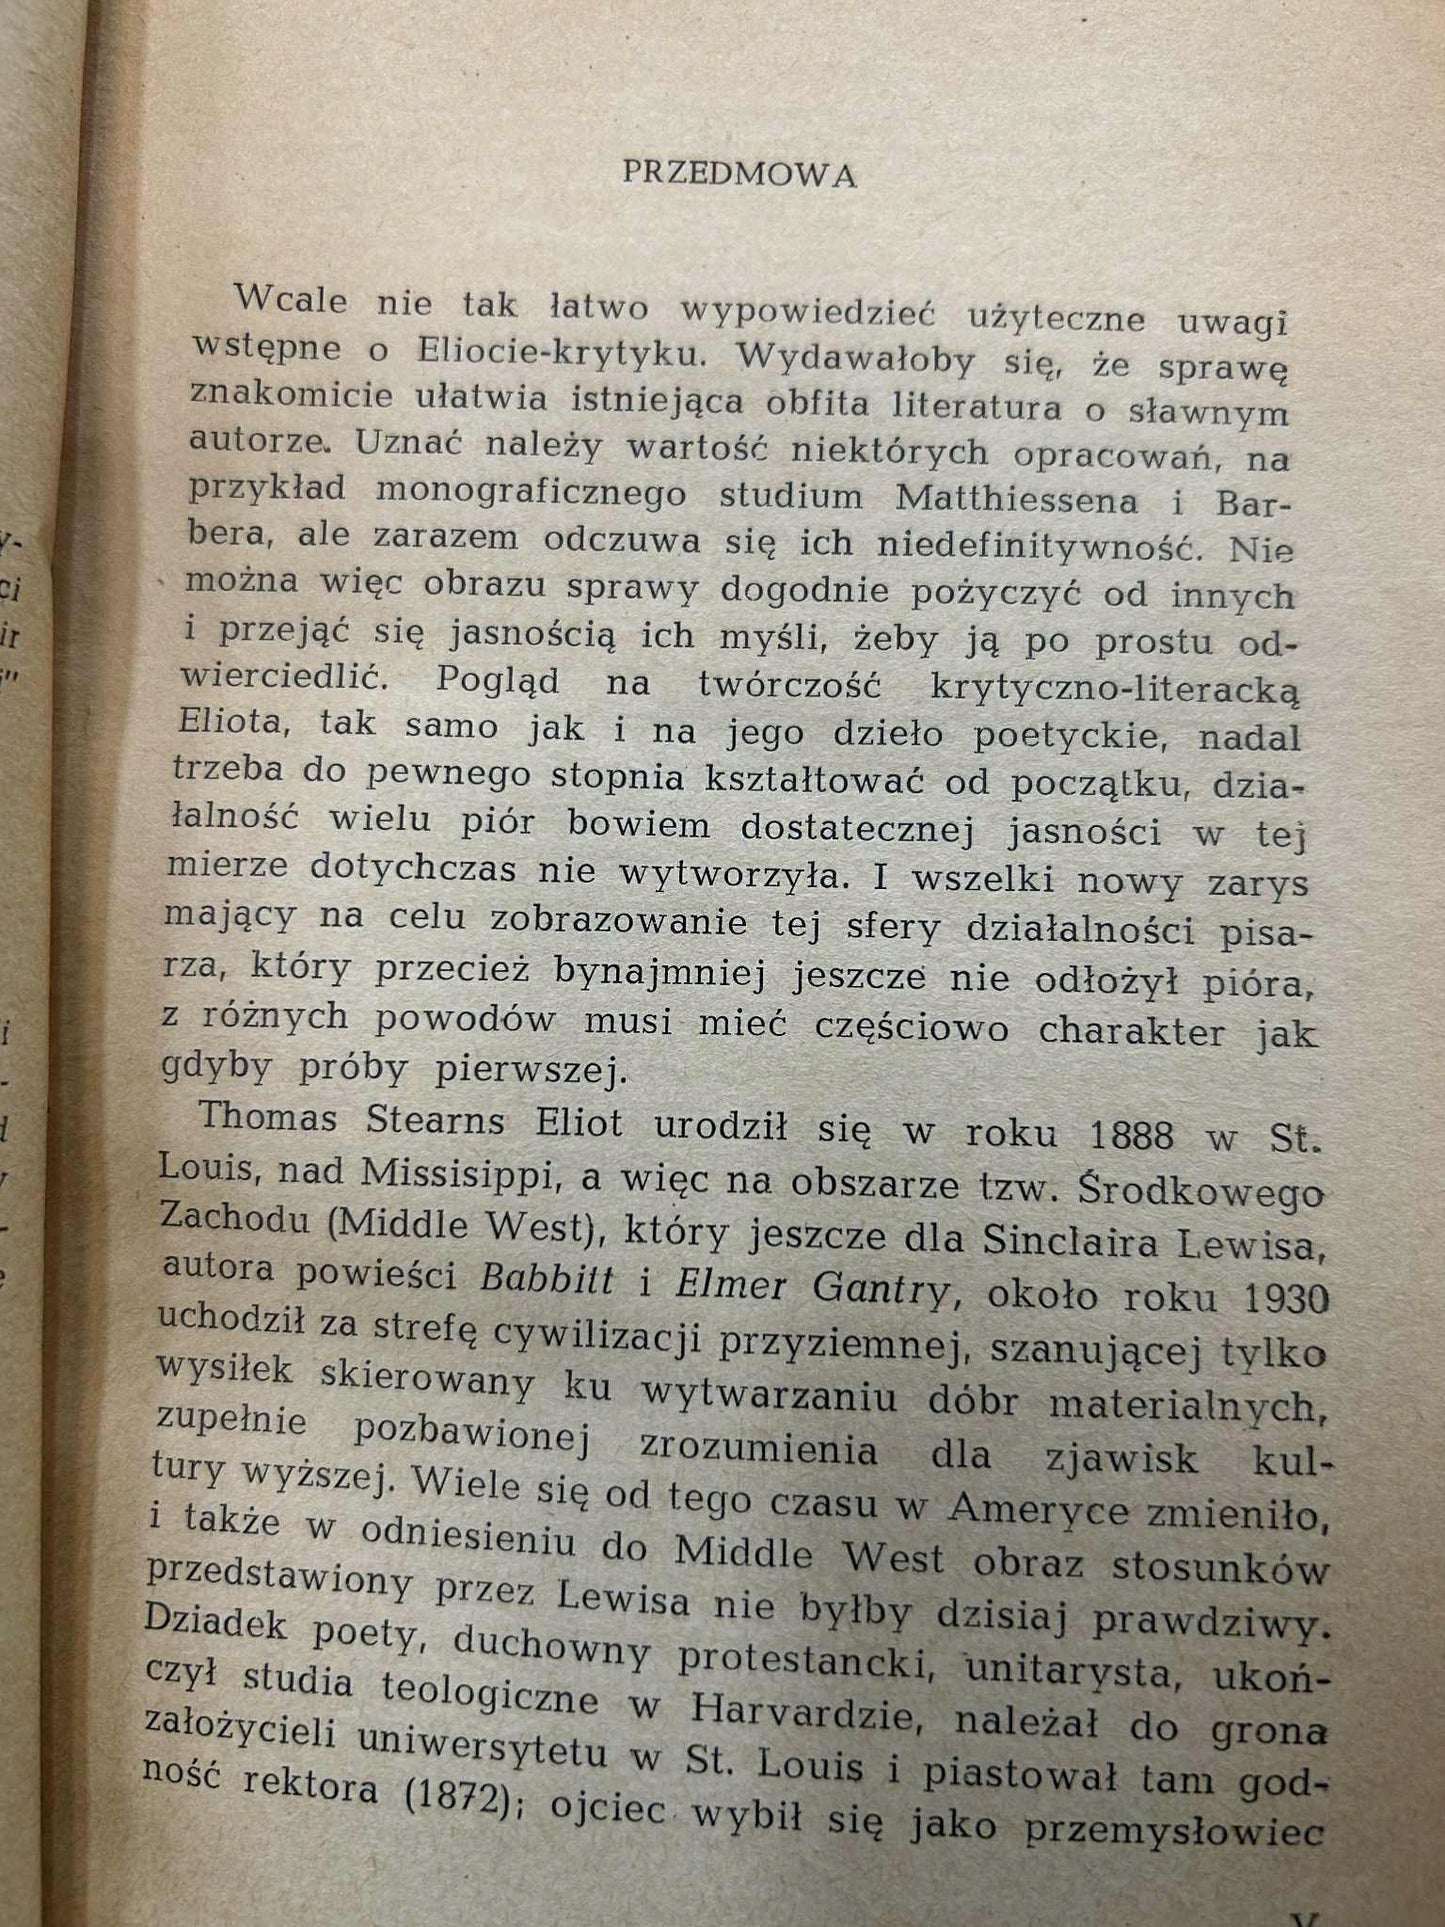 PRZEDMOWA
Wcale nie tak łatwo wypowiedzieć użyteczne uwagi
wstępne o Eliocie-krytyku. Wydawałoby się, że sprawę
znakomicie ułatwia istniejąca obfita literatura o sławnym
autorze. Uznać należy wartość niektórych opracowań, na
przykład monograficznego studium Matthiessena i Bar-
bera, ale zarazem odczuwa się ich niedefinitywność. Nie
można więc obrazu sprawy dogodnie pożyczyć od innych
i przejąć się jasnością ich myśli, żeby ją po prostu od-
wierciedlić. Pogląd na twórczość krytyczno-literacką
Eliota, tak samo jak i na jego dzieło poetyckie, nadal
trzeba do pewnego stopnia kształtować od początku, dzia-
łalność wielu piór bowiem dostatecznej jasności w tej
mierze dotychczas nie wytworzyła. I wszelki nowy zarys
mający na celu zobrazowanie tej sfery działalności pisa-
rza, który przecież bynajmniej jeszcze nie odłożył pióra,
z różnych powodów musi mieć częściowo charakter jak
gdyby próby pierwszej.
Thomas Stearns Eliot urodził się w roku 1888 w St.
Louis, nad Missisippi, a więc na obszarze tzw. Środkowego
Zachodu (Middle West), który jeszcze dla Sinclaira Lewisa,
autora powieści Babbitt i Elmer Gantry, około roku 1930
uchodził za strefę cywilizacji przyziemnej, szanującej tylko
wysiłek skierowany ku wytwarzaniu dóbr materialnych,
zupełnie pozbawionej zrozumienia dla zjawisk kul-
tury wyższej. Wiele się od tego czasu w Ameryce zmieniło,
i także w odniesieniu do Middle West obraz stosunków
przedstawiony przez Lewisa nie byłby dzisiaj prawdziwy.
Dziadek poety, duchowny protestancki, unitarysta, ukoń-
czył studia teologiczne w Harvardzie, należał do grona
założycieli uniwersytetu w St. Louis i piastował tam god-
ność rektora (1872); ojciec wybił się jako przemysłowiec